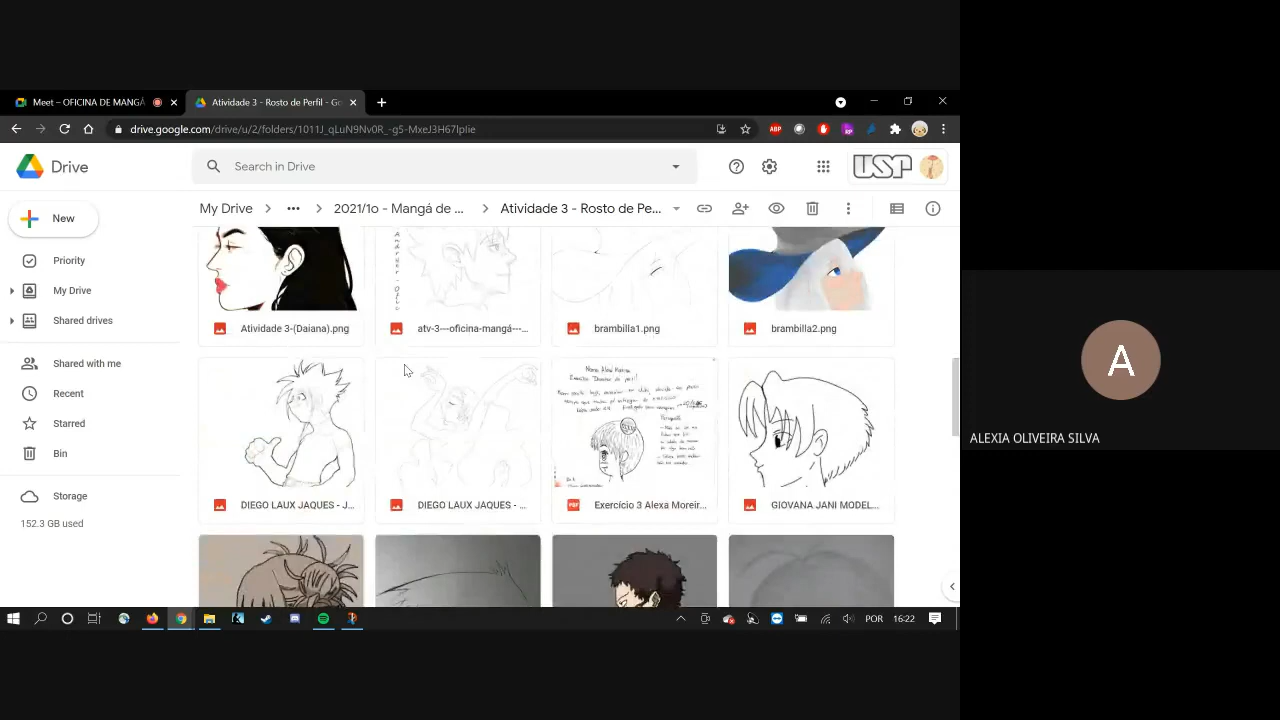 Meet – OFICINA DE MANGÁ
Atividade 3 - Rosto de Perfil - Go
drive.google.com/drive/u/2/folders/1011J_qLuN9Nv0R_-g5-MxeJ3H67lpIie
ABP
Drive
Search in Drive
USP
New
My Drive
2021/1o - Mangá de ...
Atividade 3 - Rosto de Pe...
Priority
My Drive
Shared drives
Shared with me
Recent
Starred
Bin
Storage
152.3 GB used
Atividade 3-(Daiana).png
atv-3---oficina-mangá---...
brambilla1.png
brambilla2.png
DIEGO LAUX JAQUES - J...
DIEGO LAUX JAQUES - ...
PDF
Exercício 3 Alexa Moreir...
GIOVANA JANI MODEL...
POR
16:22
A
ALEXIA OLIVEIRA SILVA